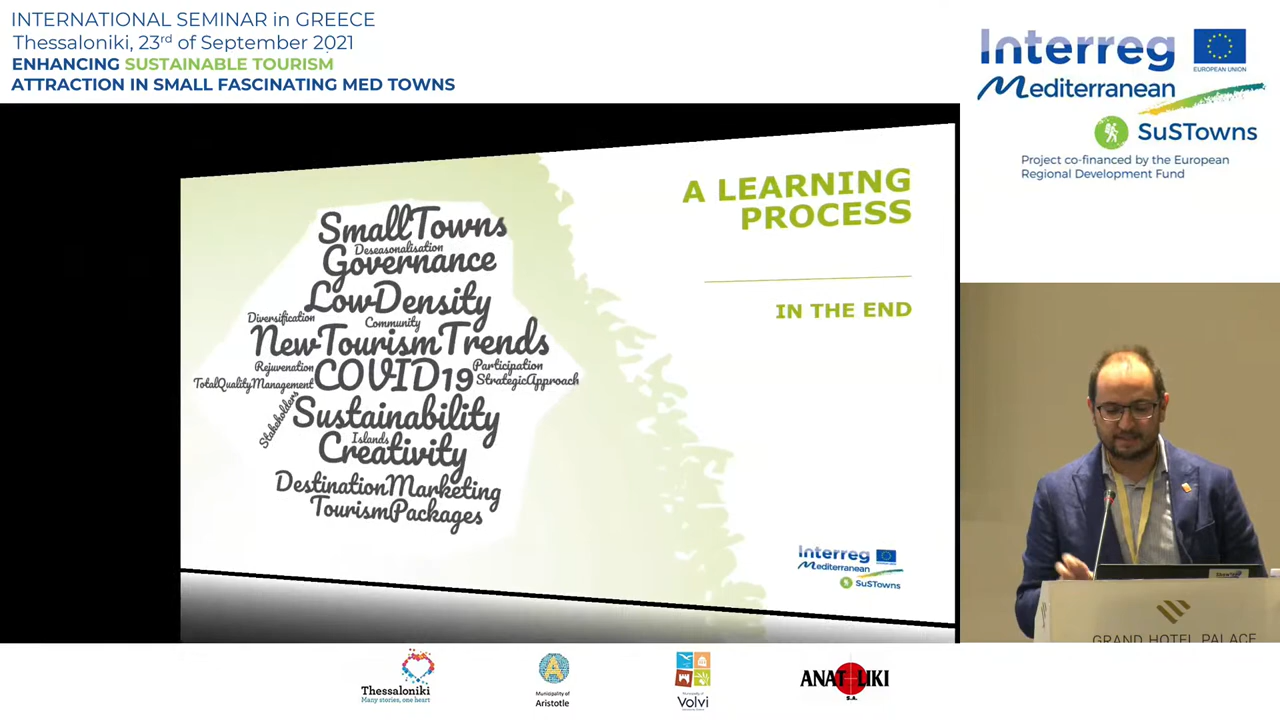 INTERNATIONAL SEMINAR in GREECE
Thessaloniki, 23rd of September 2021
ENHANCING SUSTAINABLE TOURISM
ATTRACTION IN SMALL FASCINATING MED TOWNS
Interreg
EUROPEAN UNION
Mediterranean
SuSTowns
Project co-financed by the European
Regional Development Fund
A LEARNING
PROCESS
IN THE END
SmallTowns
Deseasonalisation
Governance
LowDensity
Diversification
Community
NewTourismTrends
Rejuvenation
Participation
TotalQualityManagement
COVID19
StrategicApproach
Stakeholders
Sustainability
Islands
Creativity
DestinationMarketing
TourismPackages
Interreg
Mediterranean
SuSTowns
GRAND HOTEL PALACE
Thessaloniki
Many stories, one heart
Municipality of
Aristotle
Municipality of
Volvi
ANATOLIKI
S.A.